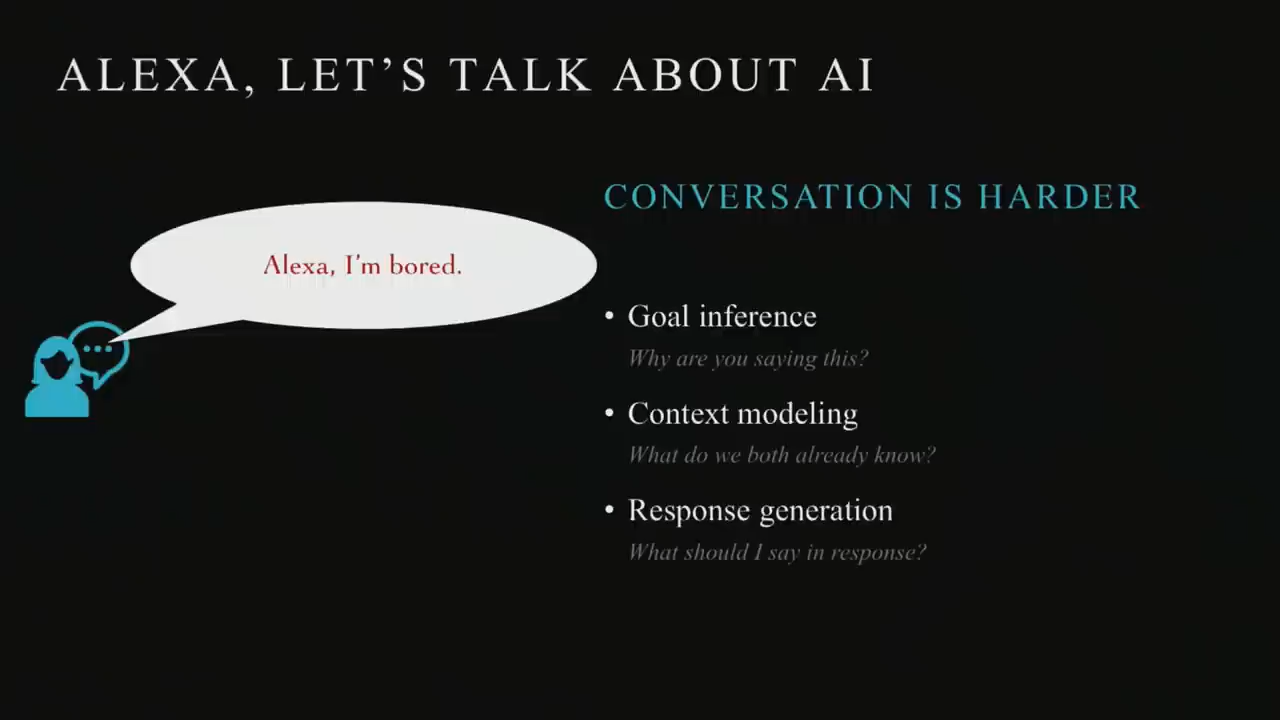 ALEXA, LET'S TALK ABOUT AI
CONVERSATION IS HARDER
Alexa, I'm bored.
• Goal inference
Why are you saying this?
• Context modeling
What do we both already know?
• Response generation
What should I say in response?